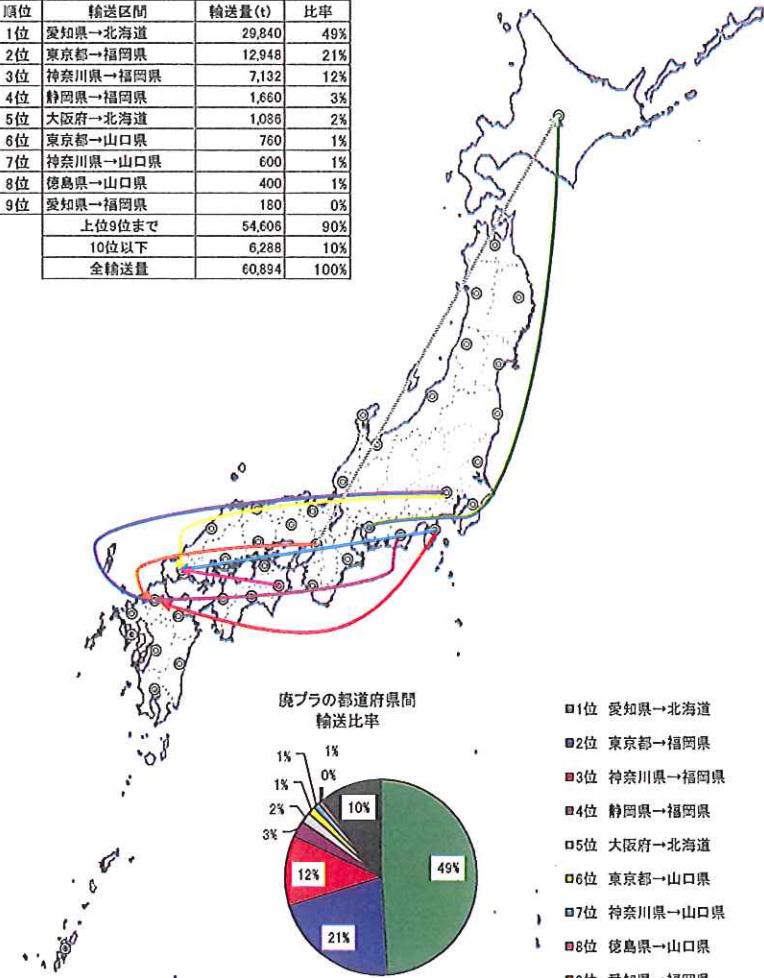 順位 輸送区間 輸送量(t) 比率
1位 愛知県→北海道 29,840 49%
2位 東京都→福岡県 12,948 21%
3位 神奈川県→福岡県 7,132 12%
4位 静岡県→福岡県 1,660 3%
5位 大阪府→北海道 1,086 2%
6位 東京都→山口県 760 1%
7位 神奈川県→山口県 600 1%
8位 徳島県→山口県 400 1%
9位 愛知県→福岡県 180 0%
上位9位まで 54,606 90%
10位以下 6,288 10%
全輸送量 60,894 100%
廃プラの都道府県間
輸送比率
1%
1%
0%
1%
2%
3%
10%
12%
49%
21%
1位 愛知県→北海道
2位 東京都→福岡県
3位 神奈川県→福岡県
4位 静岡県→福岡県
5位 大阪府→北海道
6位 東京都→山口県
7位 神奈川県→山口県
8位 徳島県→山口県
9位 愛知県→福岡県